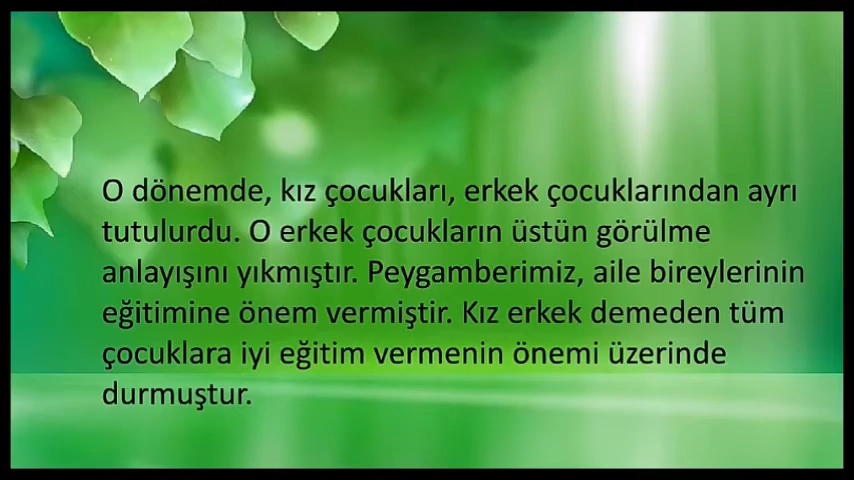 O dönemde, kız çocukları, erkek çocuklarından ayrı
tutulurdu. O erkek çocukların üstün görülme
anlayışını yıkmıştır. Peygamberimiz, aile bireylerinin
eğitimine önem vermiştir. Kız erkek demeden tüm
çocuklara iyi eğitim vermenin önemi üzerinde
durmuştur.